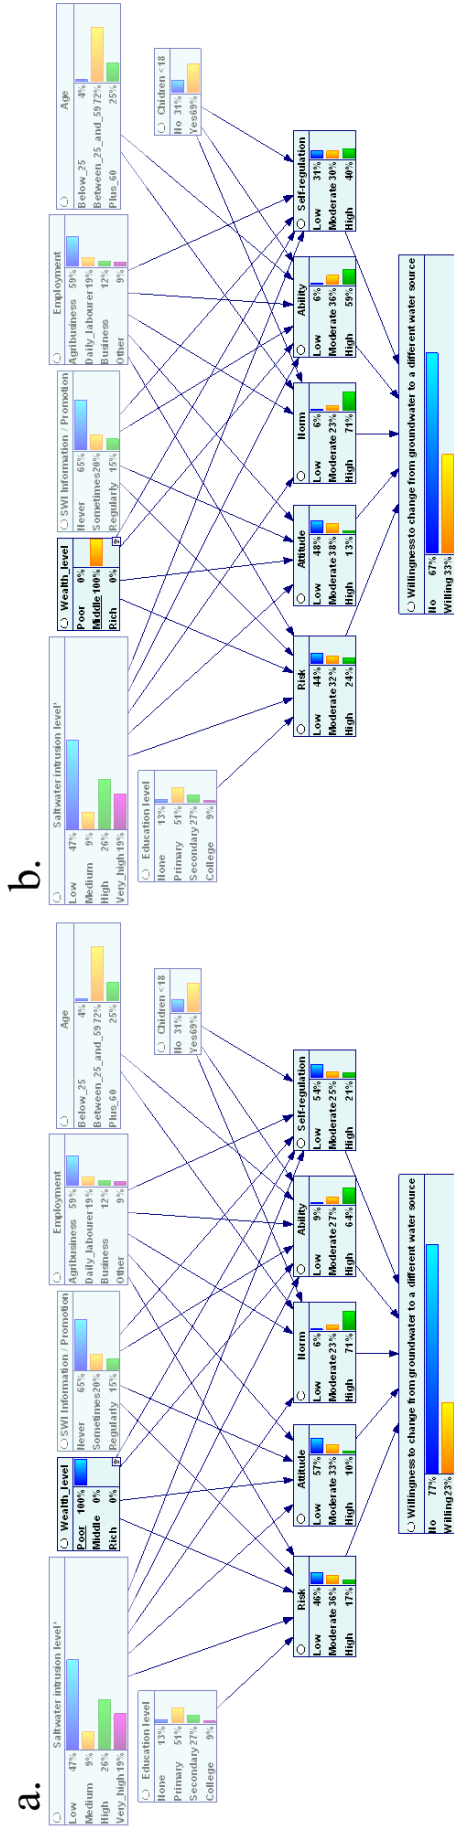 a.
Saltwater intrusion level¹
Low 47%
Medium 9%
High 26%
Very_high 19%
Wealth_level
Poor 100%
Middle 0%
Rich 0%
SWI Information / Promotion
Never 65%
Sometimes 20%
Regularly 15%
Employment
Agribusiness 59%
Daily_labourer 19%
Business 12%
Other 9%
Age
Below_25 4%
Between_25_and_59 72%
Plus_60 25%
Education level
None 13%
Primary 51%
Secondary 27%
College 9%
Chidren <18
No 31%
Yes 69%
Risk
Low 46%
Moderate 36%
High 17%
Attitude
Low 57%
Moderate 33%
High 10%
Norm
Low 6%
Moderate 23%
High 71%
Ability
Low 9%
Moderate 27%
High 64%
Self-regulation
Low 54%
Moderate 25%
High 21%
Willingness to change from groundwater to a different water source
No 77%
Willing 23%
b.
Saltwater intrusion level¹
Low 47%
Medium 9%
High 26%
Very_high 19%
Wealth_level
Poor 0%
Middle 100%
Rich 0%
SWI Information / Promotion
Never 65%
Sometimes 20%
Regularly 15%
Employment
Agribusiness 59%
Daily_labourer 19%
Business 12%
Other 9%
Age
Below_25 4%
Between_25_and_59 72%
Plus_60 25%
Education level
None 13%
Primary 51%
Secondary 27%
College 9%
Chidren <18
No 31%
Yes 69%
Risk
Low 44%
Moderate 32%
High 24%
Attitude
Low 48%
Moderate 38%
High 13%
Norm
Low 6%
Moderate 23%
High 71%
Ability
Low 6%
Moderate 36%
High 59%
Self-regulation
Low 31%
Moderate 30%
High 40%
Willingness to change from groundwater to a different water source
No 67%
Willing 33%